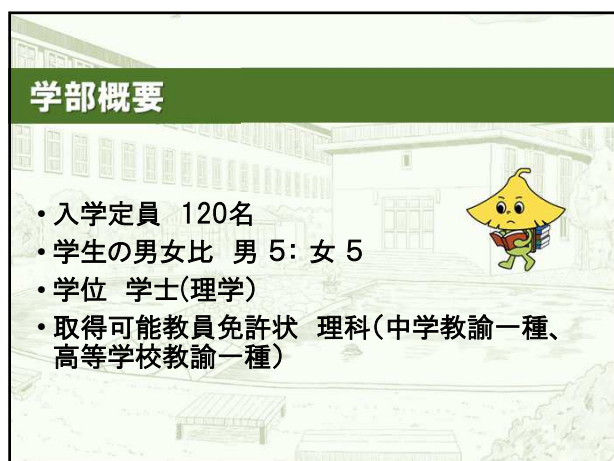 学部概要
• 入学定員　120名
• 学生の男女比　男 5： 女 5
• 学位　学士(理学）
• 取得可能教員免許状　理科（中学教諭一種、
高等学校教諭一種）